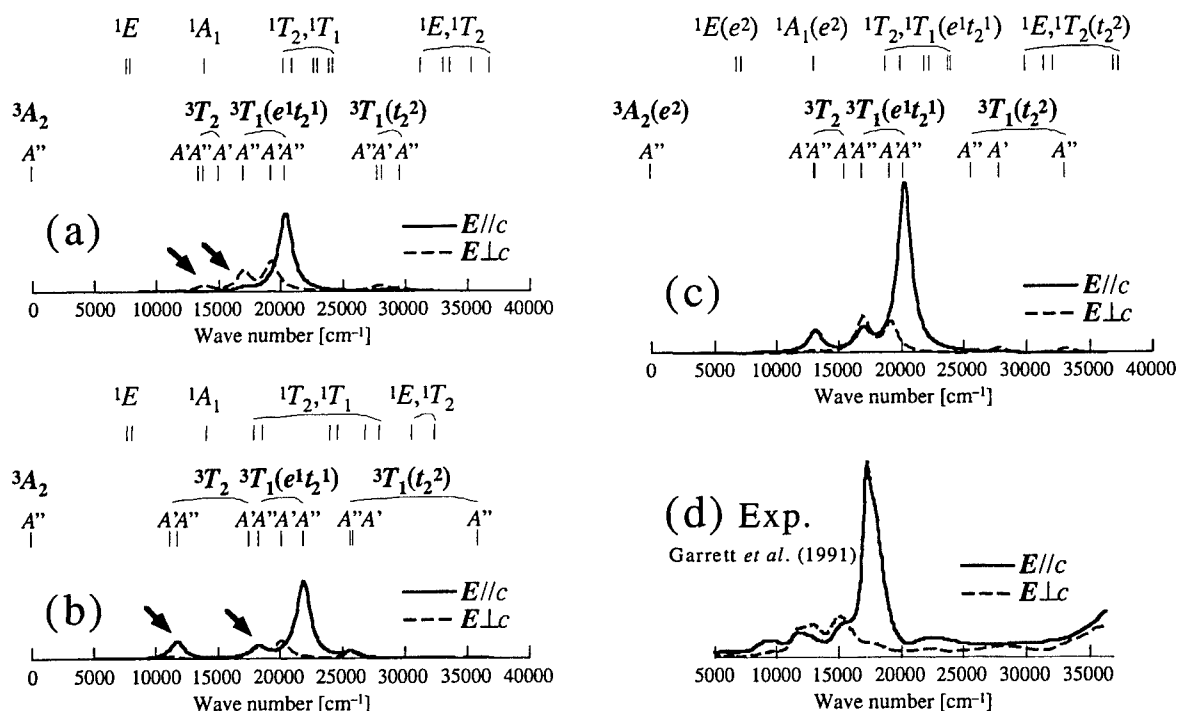 ¹E ¹A₁ ¹T₂,¹T₁ ¹E,¹T₂
³A₂ ³T₂ ³T₁(e¹t₂¹) ³T₁(t₂²)
A'' A'A''A' A'' A'A'' A''A' A''
(a)
E//c
E⊥c
0 5000 10000 15000 20000 25000 30000 35000 40000
Wave number [cm⁻¹]
¹E ¹A₁ ¹T₂,¹T₁ ¹E,¹T₂
³A₂ ³T₂ ³T₁(e¹t₂¹) ³T₁(t₂²)
A'' A'A'' A'A''A'A'' A''A' A''
(b)
E//c
E⊥c
0 5000 10000 15000 20000 25000 30000 35000 40000
Wave number [cm⁻¹]
¹E(e²) ¹A₁(e²) ¹T₂,¹T₁(e¹t₂¹) ¹E,¹T₂(t₂²)
³A₂(e²) ³T₂ ³T₁(e¹t₂¹) ³T₁(t₂²)
A'' A'A'' A'A''A'A'' A'' A' A''
(c)
E//c
E⊥c
0 5000 10000 15000 20000 25000 30000 35000 40000
Wave number [cm⁻¹]
(d) Exp.
Garrett et al. (1991)
E//c
E⊥c
5000 10000 15000 20000 25000 30000 35000
Wave number [cm⁻¹]